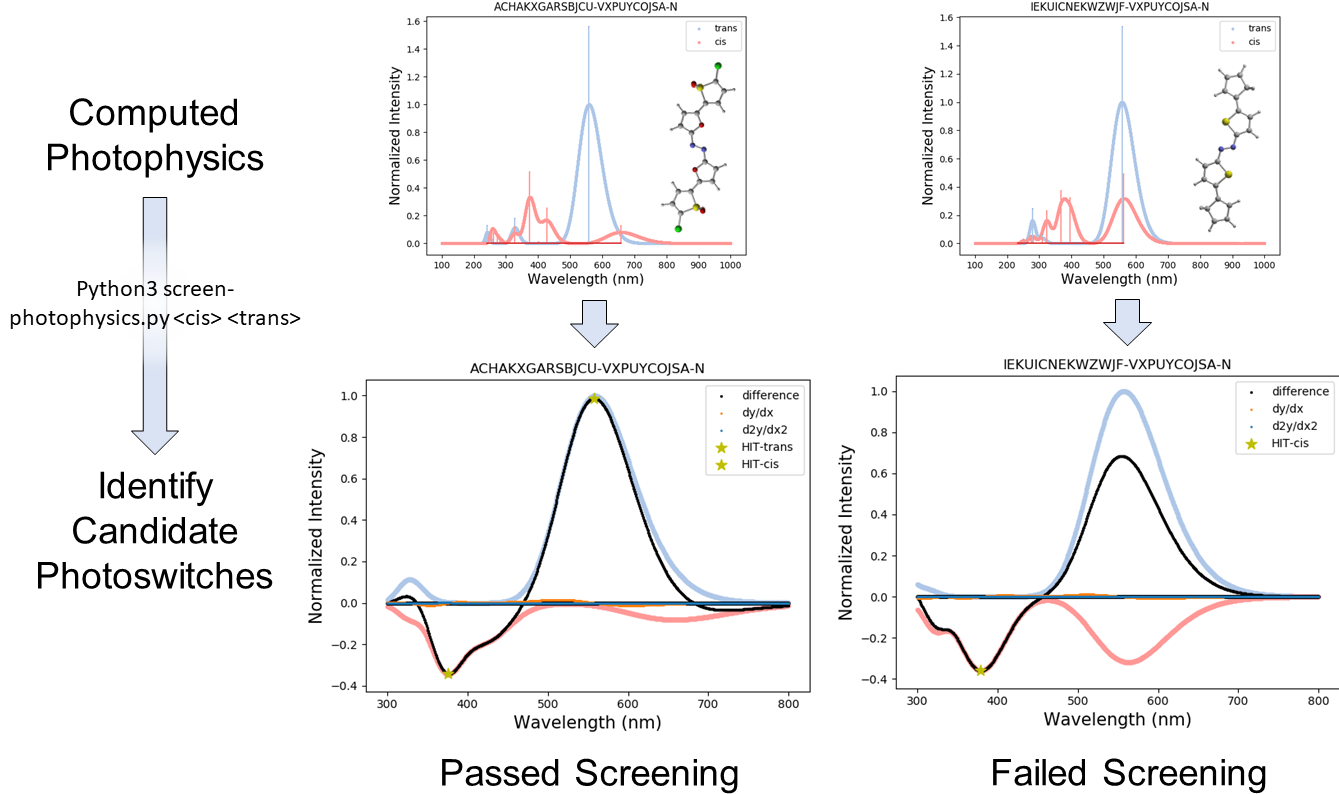 Computed
Photophysics
Python3 screen-
photophysics.py <cis> <trans>
Identify
Candidate
Photoswitches
ACHAKXGARSBJCU-VXPUYCOJSA-N
Normalized Intensity
1.6
1.4
1.2
1.0
0.8
0.6
0.4
0.2
0.0
trans
cis
100 200 300 400 500 600 700 800 900 1000
Wavelength (nm)
IEKUICNEKWZWJF-VXPUYCOJSA-N
Normalized Intensity
1.6
1.4
1.2
1.0
0.8
0.6
0.4
0.2
0.0
trans
cis
100 200 300 400 500 600 700 800 900 1000
Wavelength (nm)
ACHAKXGARSBJCU-VXPUYCOJSA-N
Normalized Intensity
1.0
0.8
0.6
0.4
0.2
0.0
−0.2
−0.4
difference
dy/dx
d2y/dx2
HIT-trans
HIT-cis
300 400 500 600 700 800
Wavelength (nm)
Passed Screening
IEKUICNEKWZWJF-VXPUYCOJSA-N
Normalized Intensity
1.0
0.8
0.6
0.4
0.2
0.0
−0.2
−0.4
difference
dy/dx
d2y/dx2
HIT-cis
300 400 500 600 700 800
Wavelength (nm)
Failed Screening